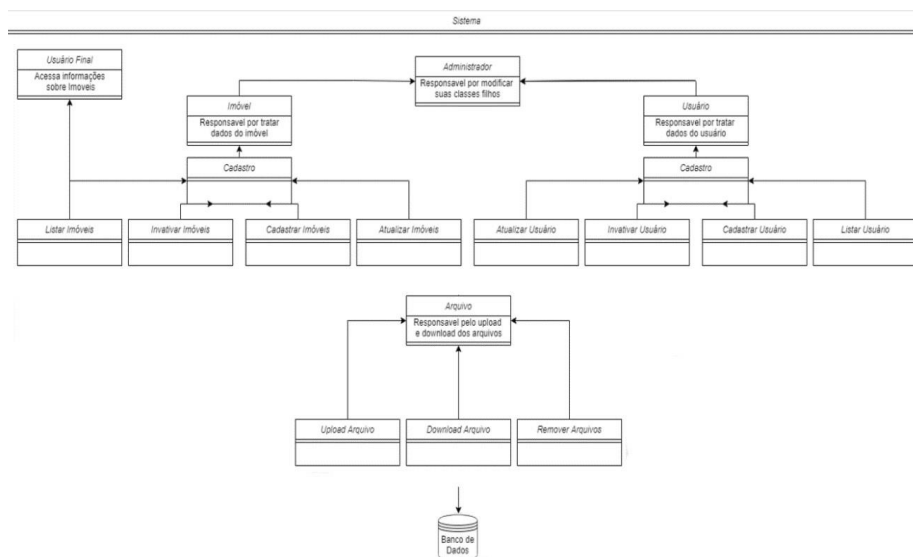 Sistema
Usuário Final
Acessa informações
sobre Imoveis
Administrador
Responsavel por modificar
suas classes filhos
Imóvel
Responsavel por tratar
dados do imóvel
Usuário
Responsavel por tratar
dados do usuário
Cadastro
Cadastro
Listar Imóveis
Invativar Imóveis
Cadastrar Imóveis
Atualizar Imóveis
Atualizar Usuário
Invativar Usuário
Cadastrar Usuário
Listar Usuário
Arquivo
Responsavel pelo upload
e download dos arquivos
Upload Arquivo
Download Arquivo
Remover Arquivos
Banco de
Dados